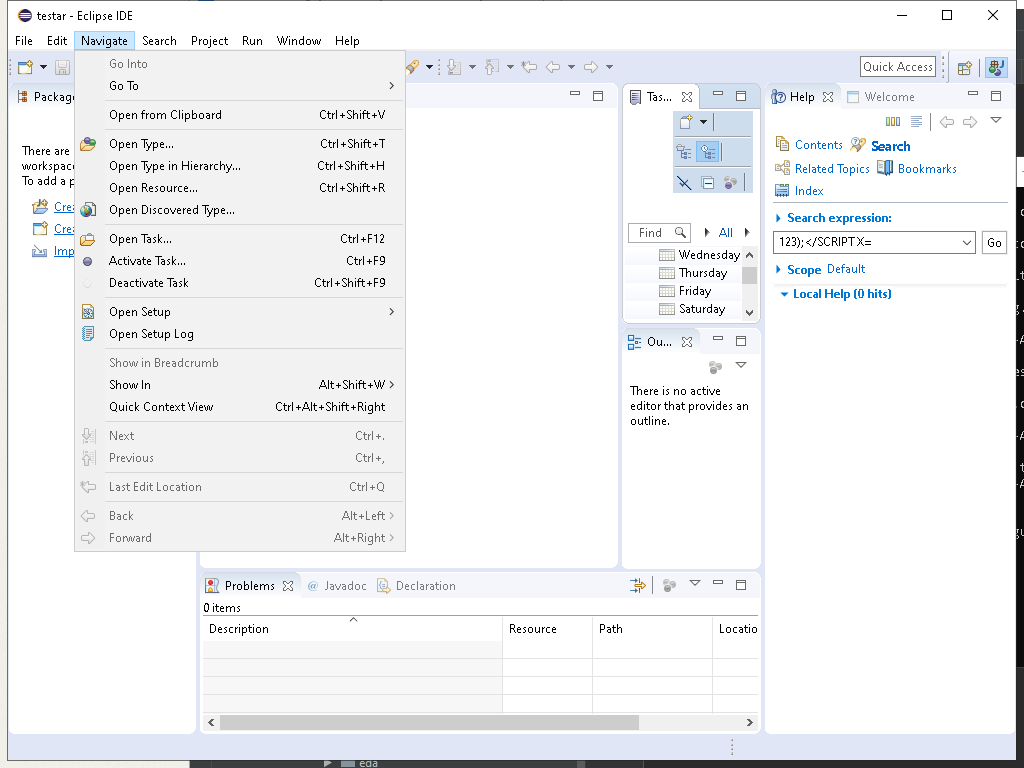 testar - Eclipse IDE
File Edit Navigate Search Project Run Window Help
Quick Access
Go Into
Go To
Open from Clipboard Ctrl+Shift+V
Open Type... Ctrl+Shift+T
Open Type in Hierarchy... Ctrl+Shift+H
Open Resource... Ctrl+Shift+R
Open Discovered Type...
Open Task... Ctrl+F12
Activate Task... Ctrl+F9
Deactivate Task Ctrl+Shift+F9
Open Setup
Open Setup Log
Show in Breadcrumb
Show In Alt+Shift+W
Quick Context View Ctrl+Alt+Shift+Right
Next Ctrl+.
Previous Ctrl+,
Last Edit Location Ctrl+Q
Back Alt+Left
Forward Alt+Right
Package
There are
workspace
To add a p
Crea
Crea
Imp
Tas...
Find All
Wednesday
Thursday
Friday
Saturday
Ou...
There is no active
editor that provides an
outline.
Help Welcome
Contents Search
Related Topics Bookmarks
Index
Search expression:
123);</SCRIPT X= Go
Scope Default
Local Help (0 hits)
Problems @ Javadoc Declaration
0 items
Description Resource Path Locatio
eda